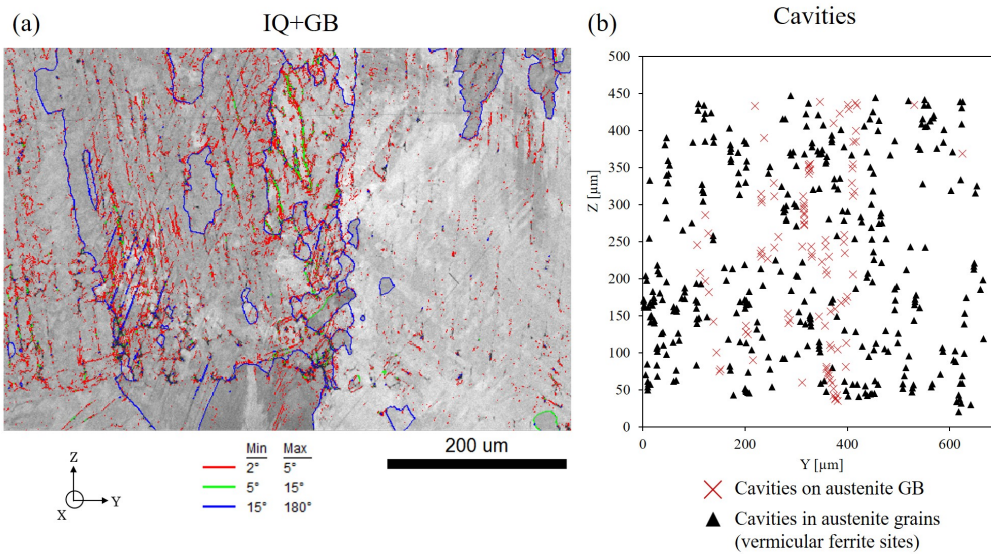 (a)
IQ+GB
Min Max
2° 5°
5° 15°
15° 180°
200 um
Z
X
Y
(b)
Cavities
500
450
400
350
300
250
200
150
100
50
0
Z [µm]
0 200 400 600
Y [µm]
Cavities on austenite GB
Cavities in austenite grains
(vermicular ferrite sites)